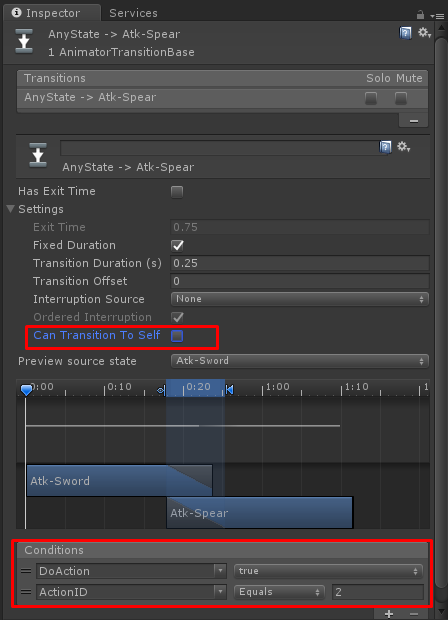 Inspector Services
AnyState -> Atk-Spear
1 AnimatorTransitionBase
Transitions Solo Mute
AnyState -> Atk-Spear
AnyState -> Atk-Spear
Has Exit Time
Settings
Exit Time 0.75
Fixed Duration
Transition Duration (s) 0.25
Transition Offset 0
Interruption Source None
Ordered Interruption
Can Transition To Self
Preview source state Atk-Sword
0:00 0:10 0:20 1:00 1:10 1
Atk-Sword
Atk-Spear
Conditions
DoAction true
ActionID Equals 2